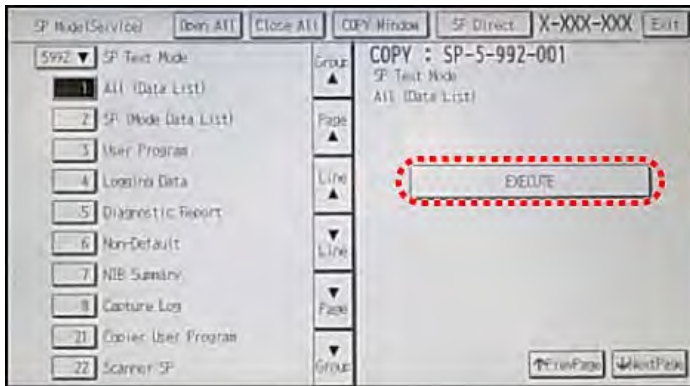 SP Mode(Service) Open All Close All COPY Window SP Direct X-XXX-XXX Exit
5992 ▼ SP Text Mode
1 All (Data List)
2 SP (Mode Data List)
3 User Program
4 Logging Data
5 Diagnostic Report
6 Non-Default
7 NIB Summary
8 Capture Log
21 Copier User Program
22 Scanner SP
Group ▲
Page ▲
Line ▲
▼ Line
▼ Page
▼ Group
COPY : SP-5-992-001
SP Text Mode
All (Data List)
EXECUTE
↑PrevPage ↓NextPage